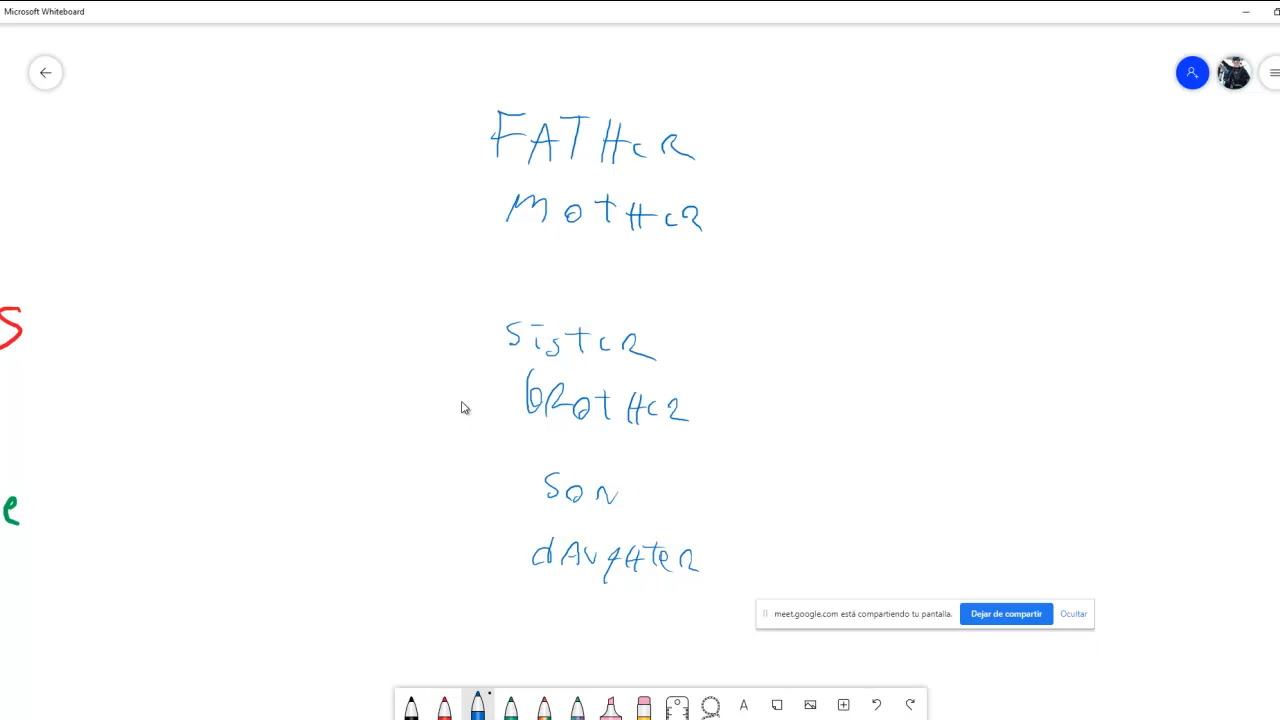 Microsoft Whiteboard
FATHER
MOTHER
SisteR
bROTHER
SON
dAugHteR
S
e
meet.google.com está compartiendo tu pantalla.
Dejar de compartir
Ocultar
A